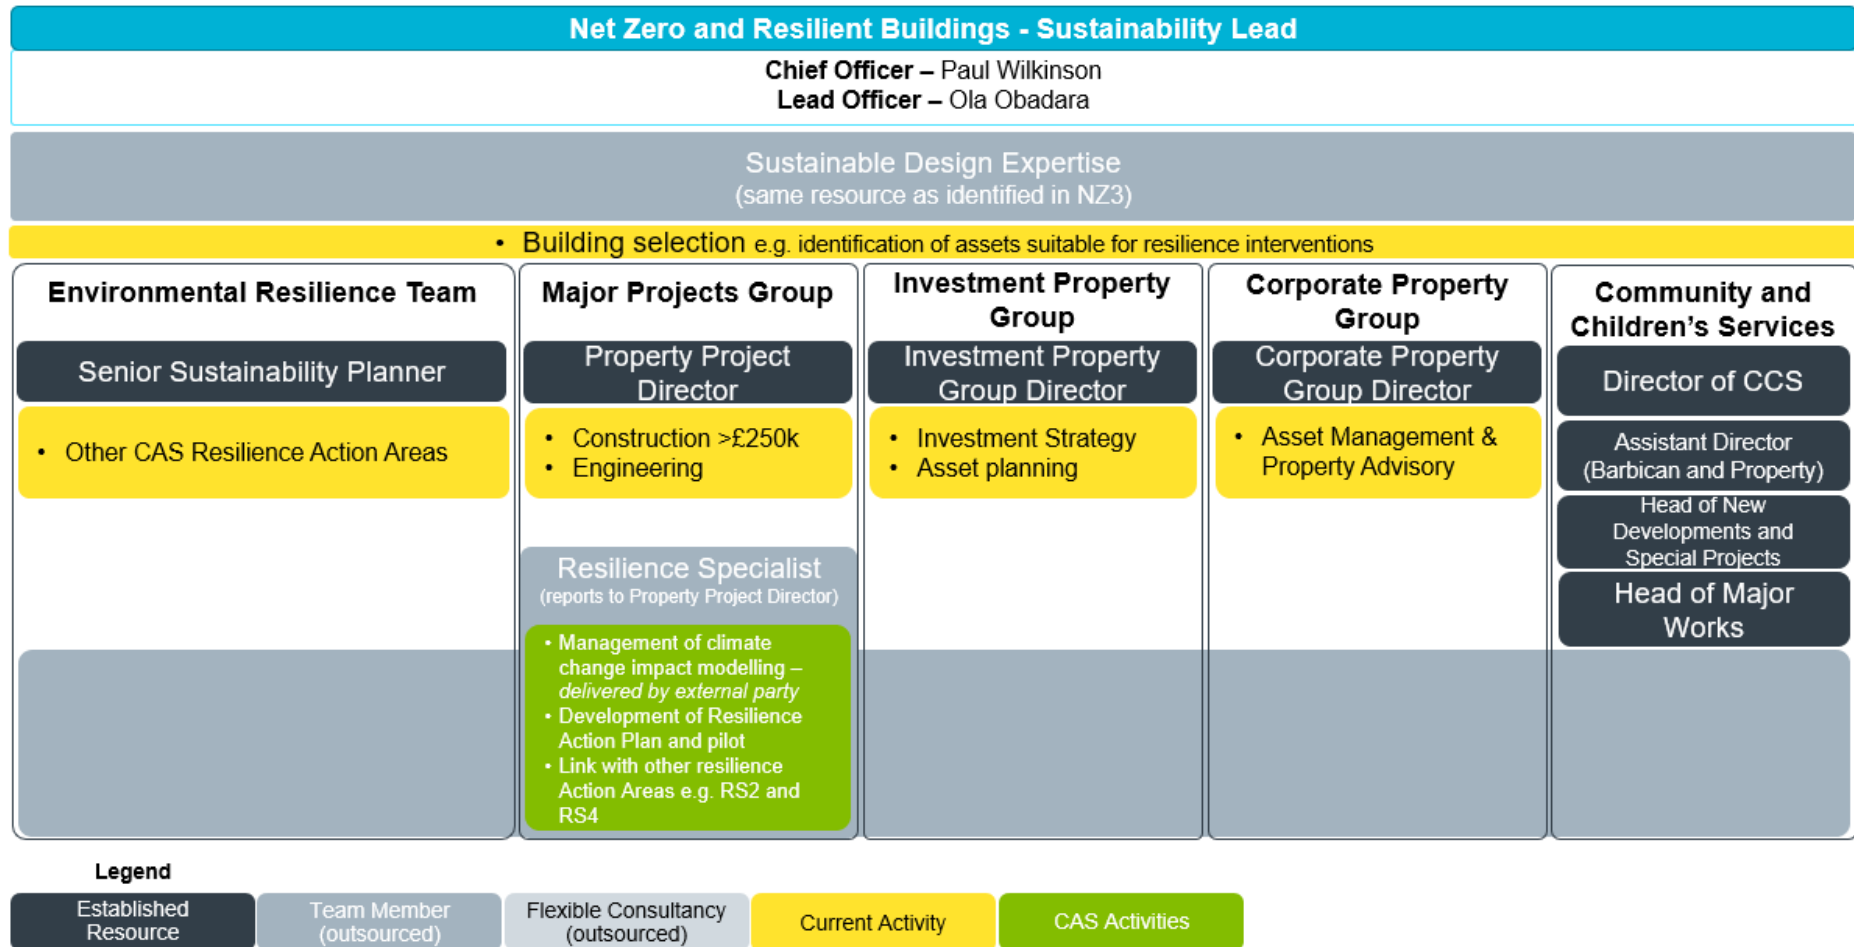 Net Zero and Resilient Buildings - Sustainability Lead
Chief Officer – Paul Wilkinson
Lead Officer – Ola Obadara
Sustainable Design Expertise
(same resource as identified in NZ3)
• Building selection e.g. identification of assets suitable for resilience interventions
Environmental Resilience Team
Senior Sustainability Planner
• Other CAS Resilience Action Areas
Major Projects Group
Property Project
Director
• Construction >£250k
• Engineering
Resilience Specialist
(reports to Property Project Director)
• Management of climate
change impact modelling –
delivered by external party
• Development of Resilience
Action Plan and pilot
• Link with other resilience
Action Areas e.g. RS2 and
RS4
Investment Property
Group
Investment Property
Group Director
• Investment Strategy
• Asset planning
Corporate Property
Group
Corporate Property
Group Director
• Asset Management &
Property Advisory
Community and
Children's Services
Director of CCS
Assistant Director
(Barbican and Property)
Head of New
Developments and
Special Projects
Head of Major
Works
Legend
Established
Resource
Team Member
(outsourced)
Flexible Consultancy
(outsourced)
Current Activity
CAS Activities